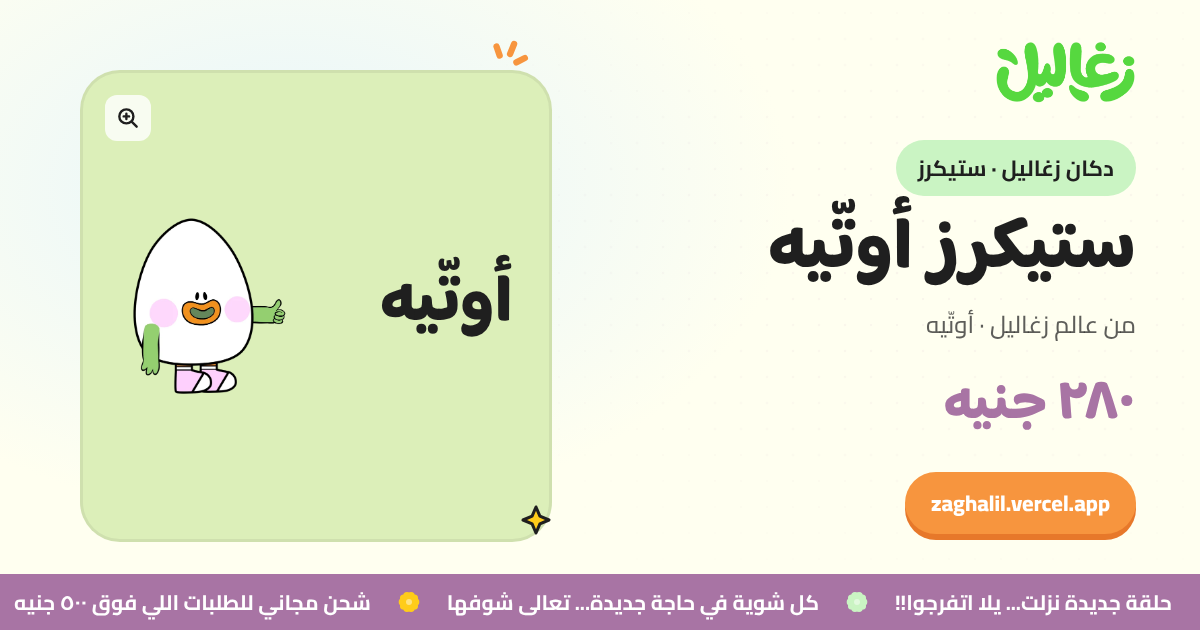 زغاليل
دكان زغاليل · ستيكرز
ستيكرز أوتّيه
من عالم زغاليل · أوتّيه
٢٨٠ جنيه
zaghalil.vercel.app
أوتّيه
حلقة جديدة نزلت... يلا اتفرجوا!! كل شوية في حاجة جديدة... تعالى شوفها شحن مجاني للطلبات اللي فوق ٥٠٠ جنيه